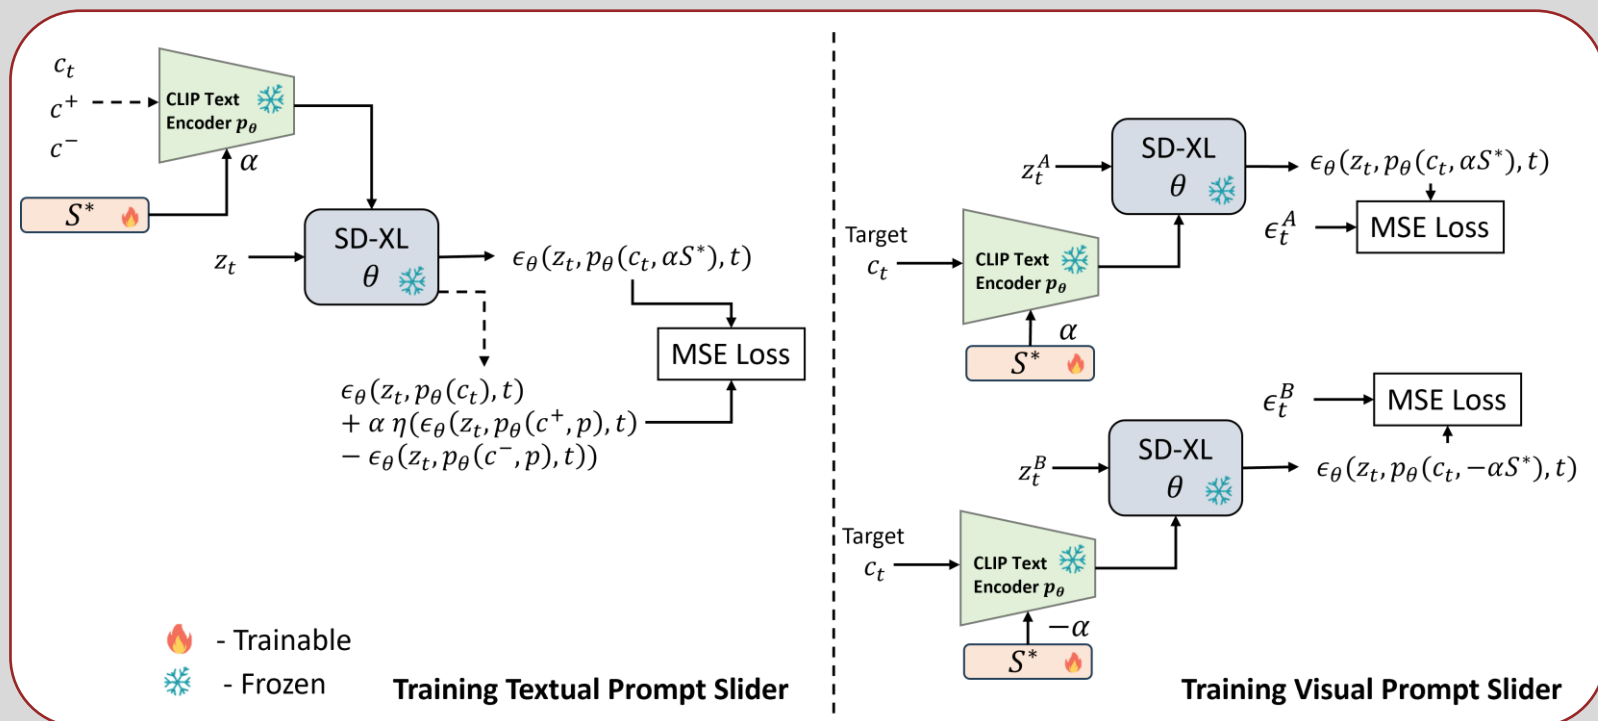 c_t
c^+
c^-
CLIP Text
Encoder p_θ
α
S*
z_t
SD-XL
θ
ϵ_θ(z_t, p_θ(c_t, αS*), t)
MSE Loss
ϵ_θ(z_t, p_θ(c_t), t)
+ α η(ϵ_θ(z_t, p_θ(c^+, p), t)
− ϵ_θ(z_t, p_θ(c^-, p), t))
- Trainable
- Frozen
Training Textual Prompt Slider
z_t^A
SD-XL
θ
ϵ_θ(z_t, p_θ(c_t, αS*), t)
ϵ_t^A
MSE Loss
Target
c_t
CLIP Text
Encoder p_θ
α
S*
ϵ_t^B
MSE Loss
z_t^B
SD-XL
θ
ϵ_θ(z_t, p_θ(c_t, −αS*), t)
Target
c_t
CLIP Text
Encoder p_θ
−α
S*
Training Visual Prompt Slider